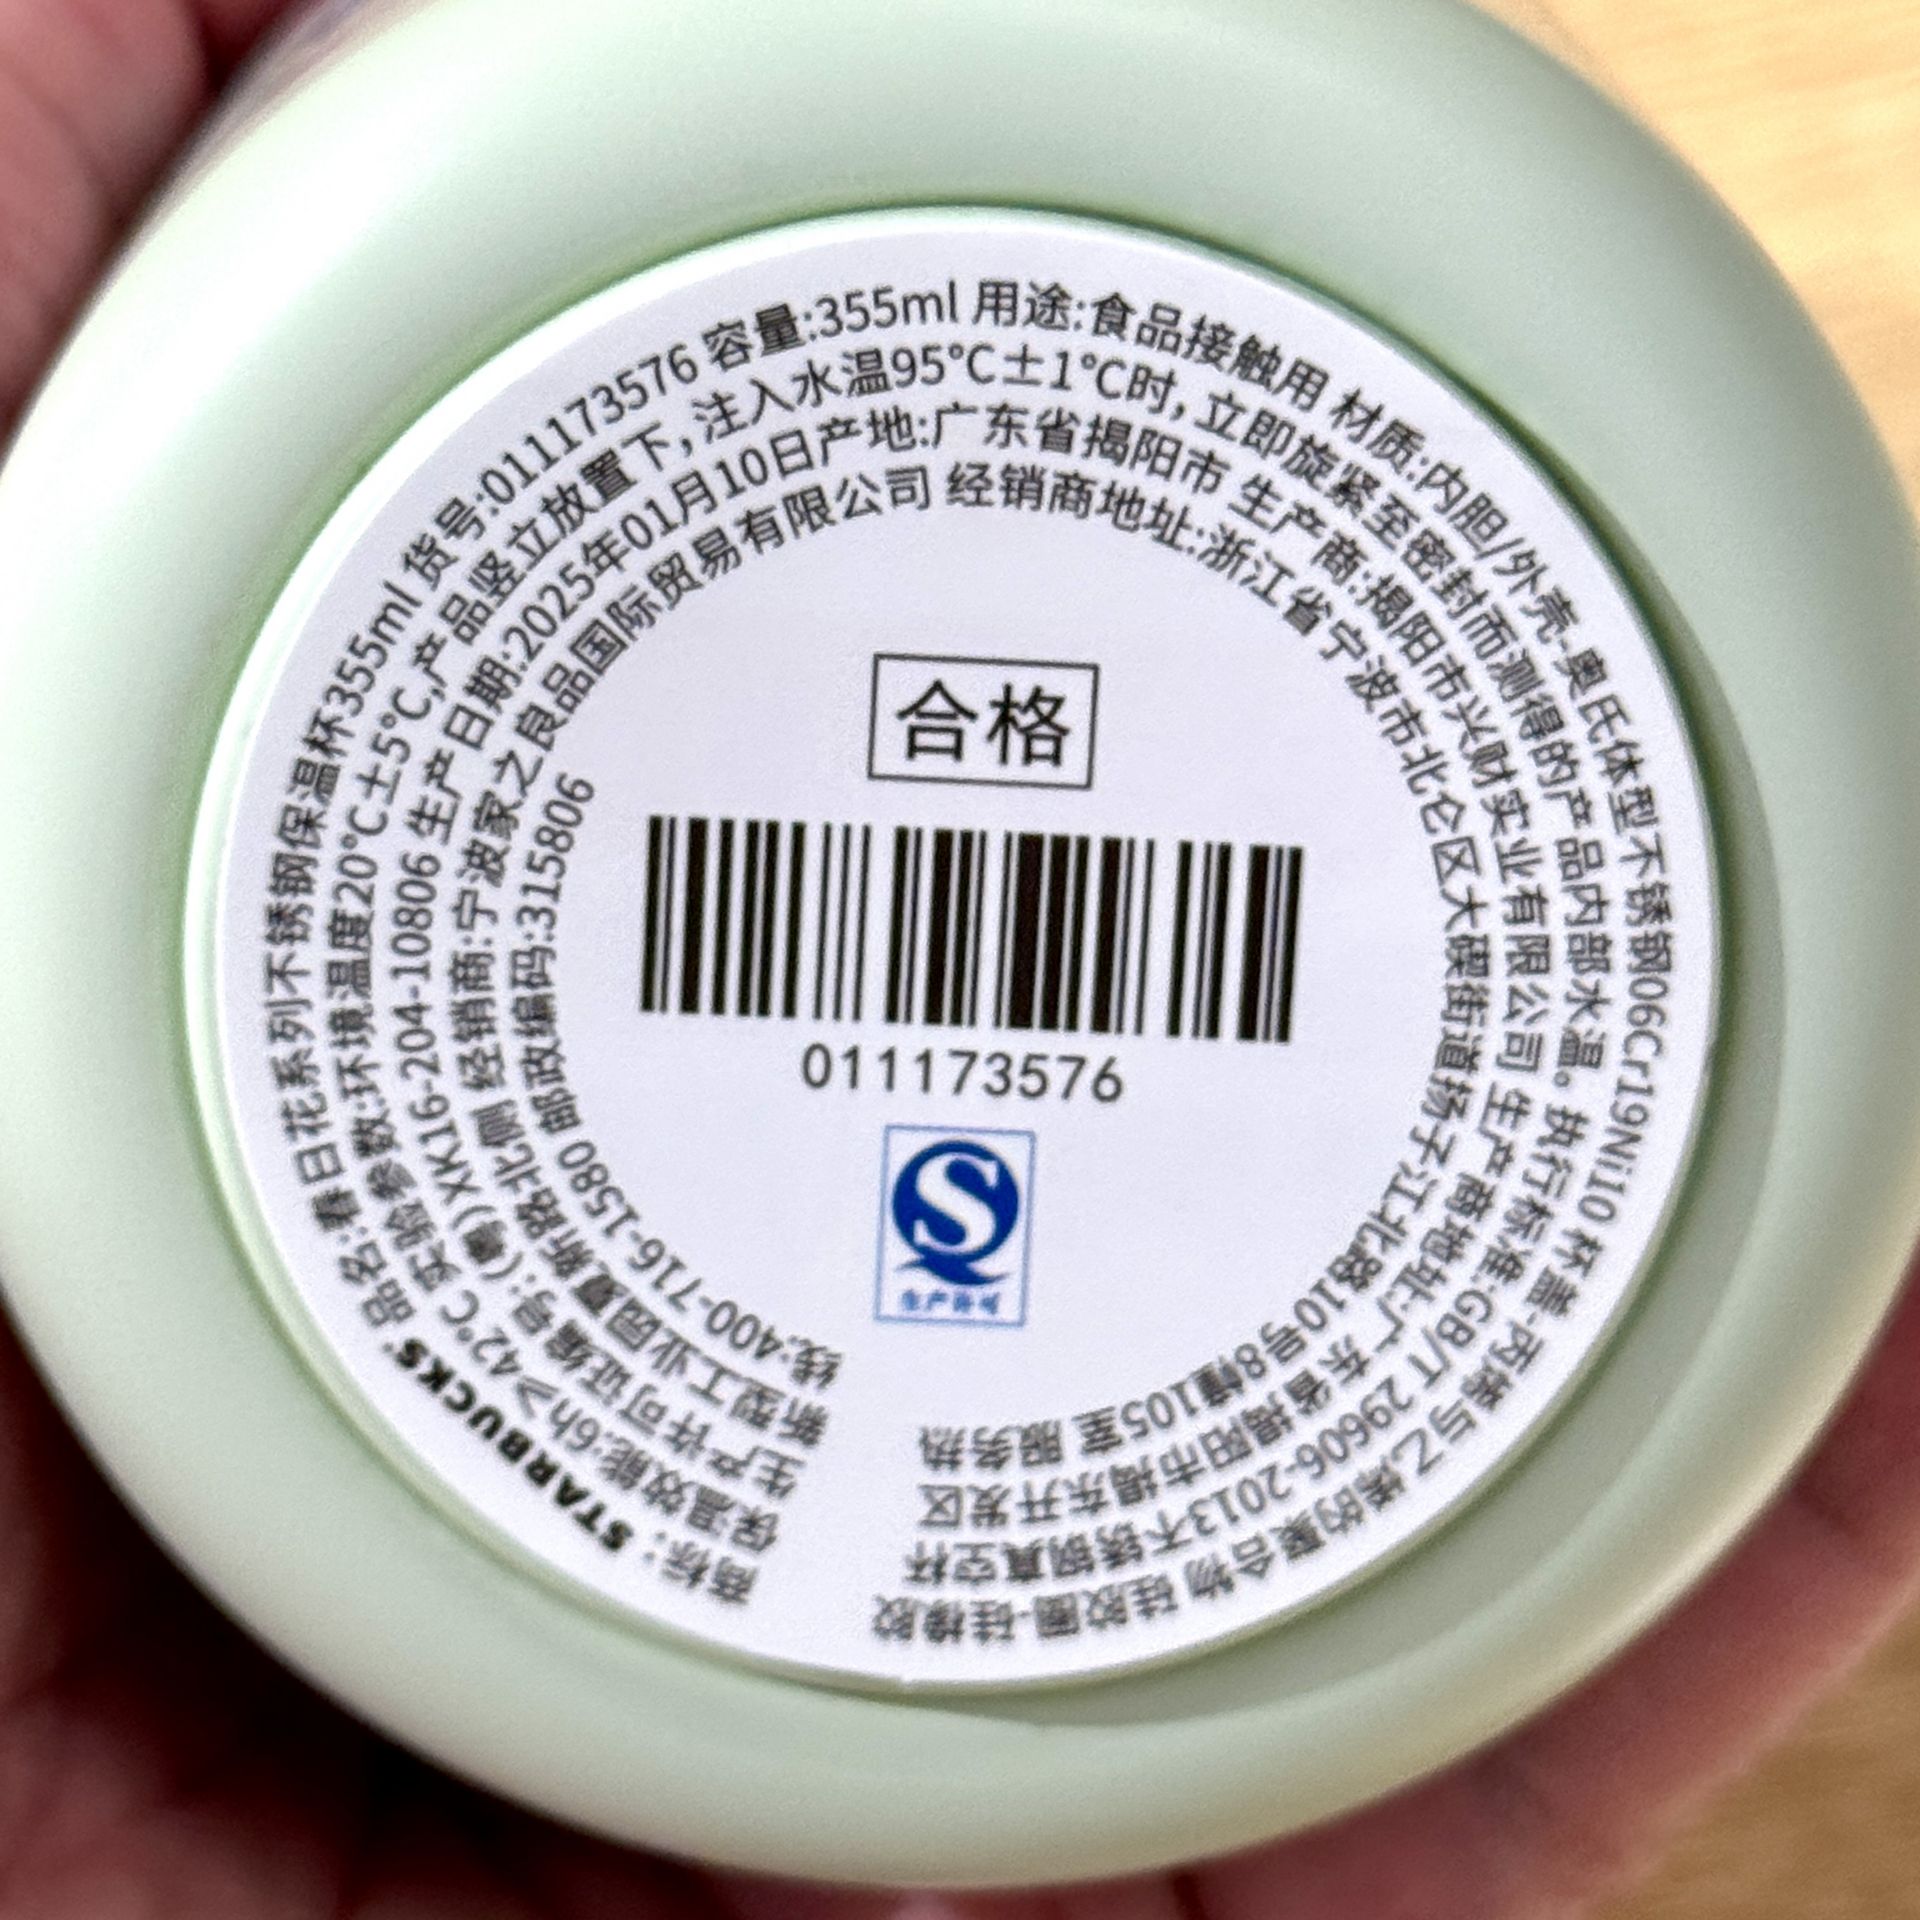 商标: STARBUCKS® 品名:春日花系列不锈钢保温杯355ml 货号:011173576 容量:355ml 用途:食品接触用 材质:内胆/外壳-奥氏体型不锈钢06Cr19Ni10 杯盖-丙烯与乙烯的聚合物 硅胶圈-硅橡胶
保温效能:6h≥42°C 实验参数:环境温度20°C±5°C,产品竖立放置下,注入水温95°C±1°C时,立即旋紧至密封而测得的产品内部水温。执行标准:GB/T 29606-2013不锈钢真空杯
生产许可证编号:(粤)XK16-204-10806 生产日期:2025年01月10日产地:广东省揭阳市 生产商:揭阳市兴财实业有限公司 生产商地址:广东省揭阳市揭东开发区
新型工业园夏新路北侧 经销商:宁波家之良品国际贸易有限公司 经销商地址:浙江省宁波市北仑区大碶街道扬子江北路10号8幢105室 服务热
线:400-716-1580 邮政编码:315806
合格
011173576
生产许可